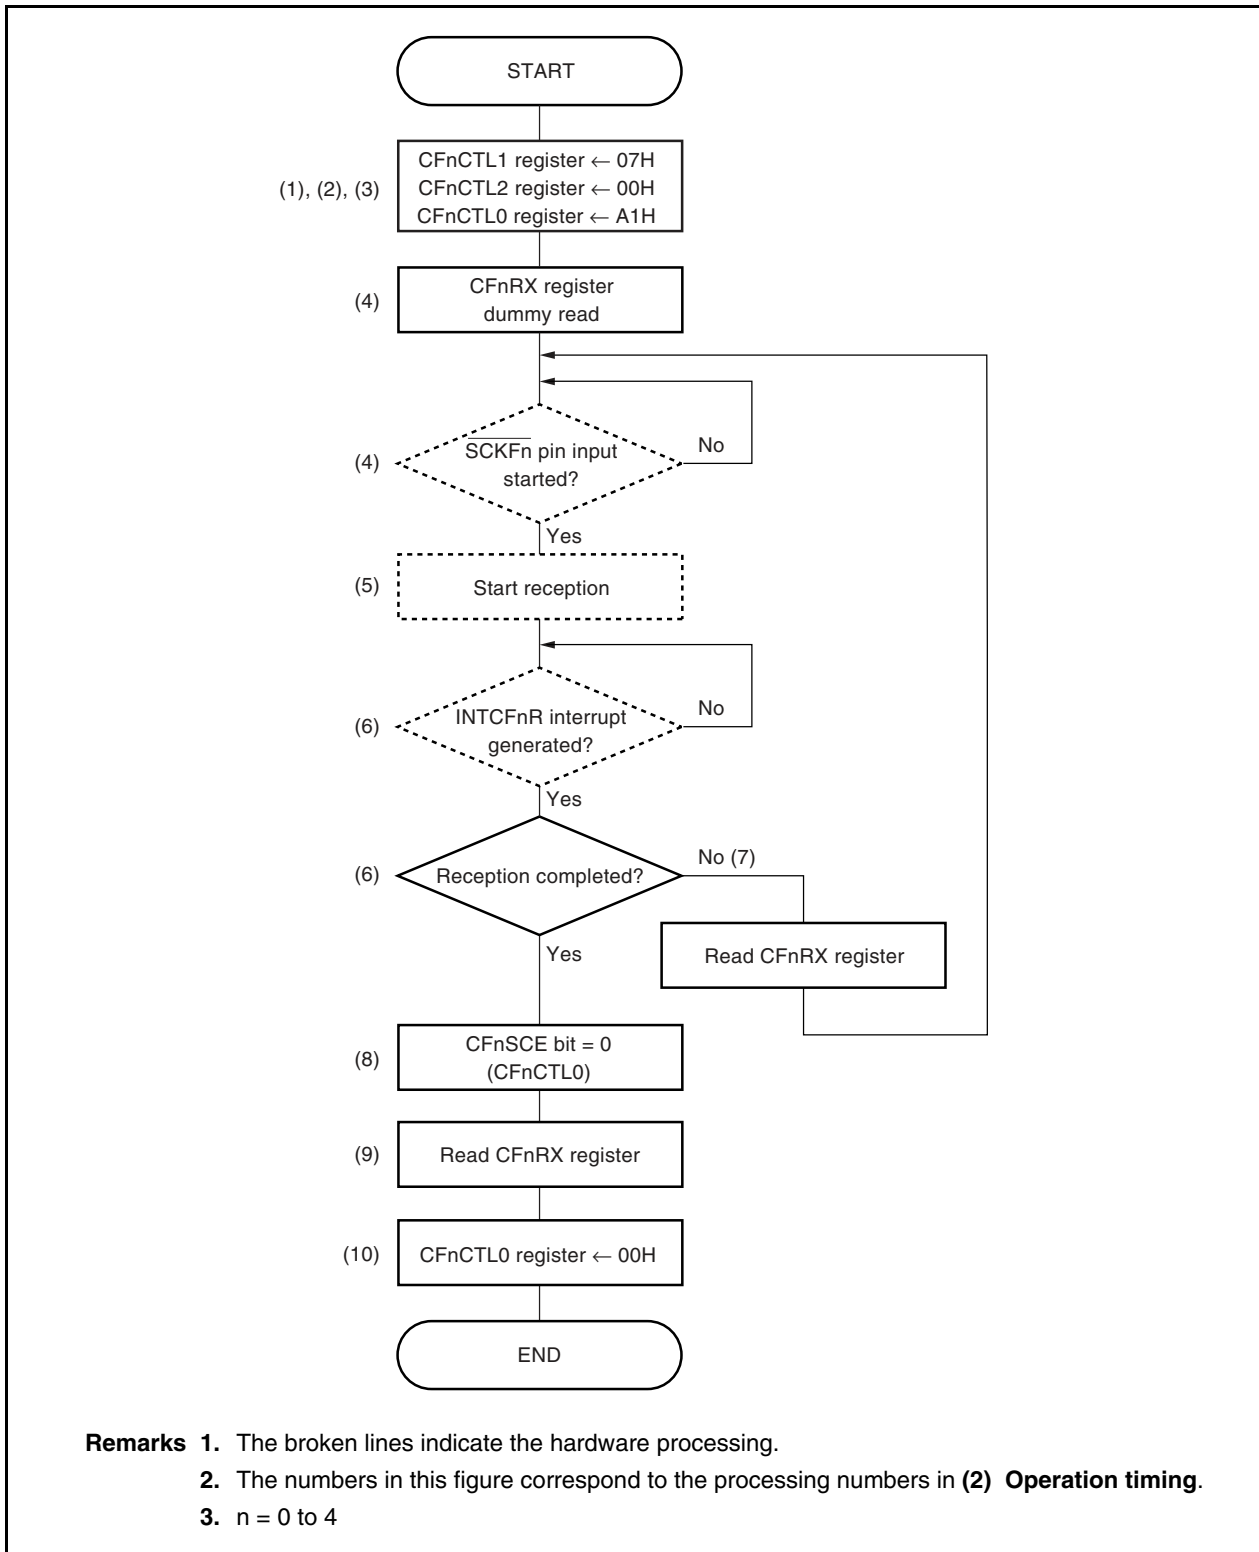 START
(1), (2), (3)
CFnCTL1 register ← 07H
CFnCTL2 register ← 00H
CFnCTL0 register ← A1H
(4)
CFnRX register
dummy read
(4)
SCKFn pin input
started?
No
Yes
(5)
Start reception
(6)
INTCFnR interrupt
generated?
No
Yes
(6)
Reception completed?
No (7)
Yes
Read CFnRX register
(8)
CFnSCE bit = 0
(CFnCTL0)
(9)
Read CFnRX register
(10)
CFnCTL0 register ← 00H
END
Remarks 1. The broken lines indicate the hardware processing.
2. The numbers in this figure correspond to the processing numbers in (2) Operation timing.
3. n = 0 to 4